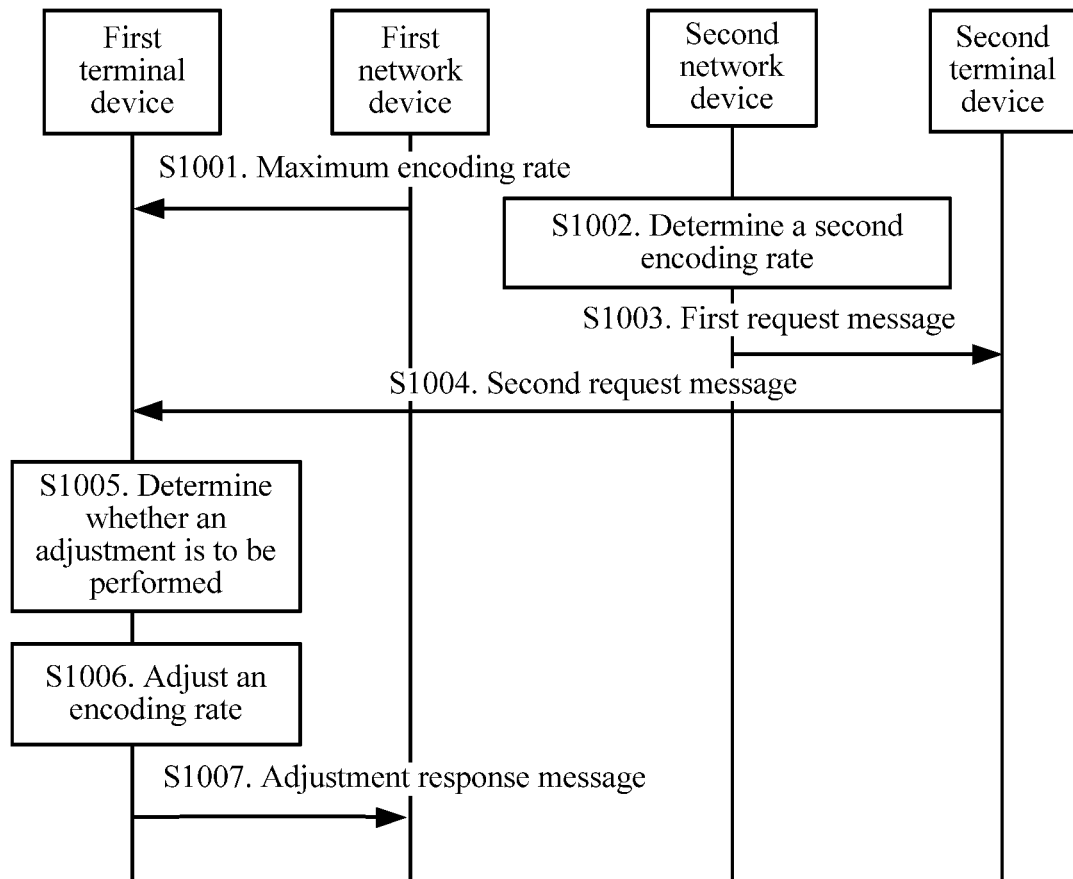 First
terminal
device
First
network
device
Second
network
device
Second
terminal
device
S1001. Maximum encoding rate
S1002. Determine a second
encoding rate
S1003. First request message
S1004. Second request message
S1005. Determine
whether an
adjustment is to be
performed
S1006. Adjust an
encoding rate
S1007. Adjustment response message